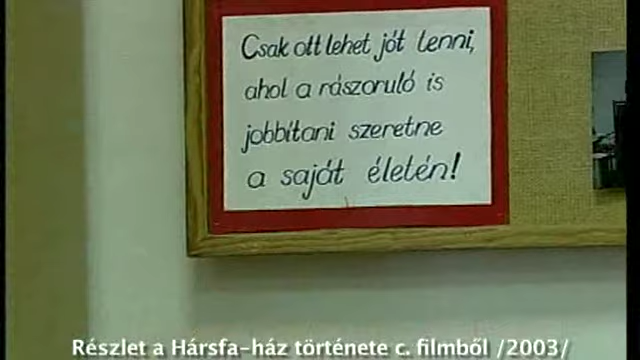 Csak ott lehet jót tenni,
ahol a rászoruló is
jobbítani szeretne
a saját életén!
Részlet a Hársfa-ház története c. filmből /2003/